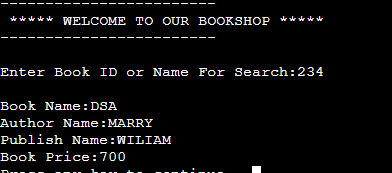 ------------------------
***** WELCOME TO OUR BOOKSHOP *****
------------------------
Enter Book ID or Name For Search:234
Book Name:DSA
Author Name:MARRY
Publish Name:WILIAM
Book Price:700
Press any key to continue